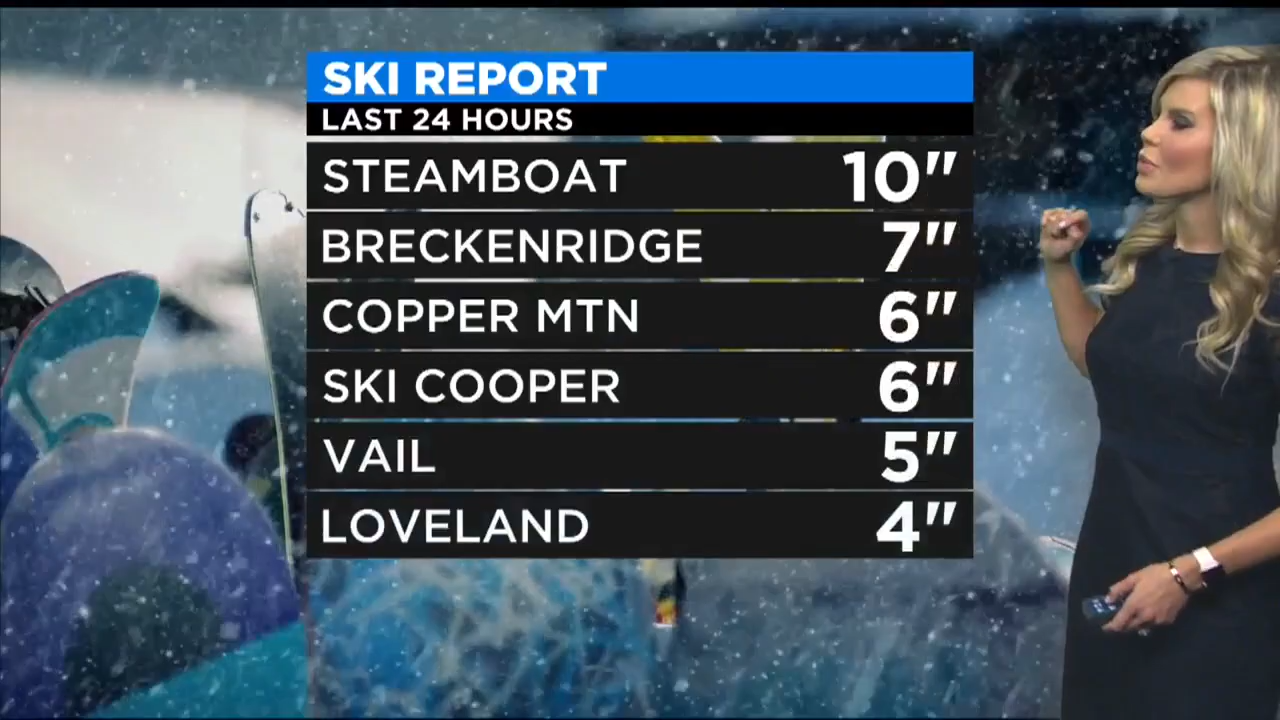 SKI REPORT
LAST 24 HOURS
STEAMBOAT 10"
BRECKENRIDGE 7"
COPPER MTN 6"
SKI COOPER 6"
VAIL 5"
LOVELAND 4"